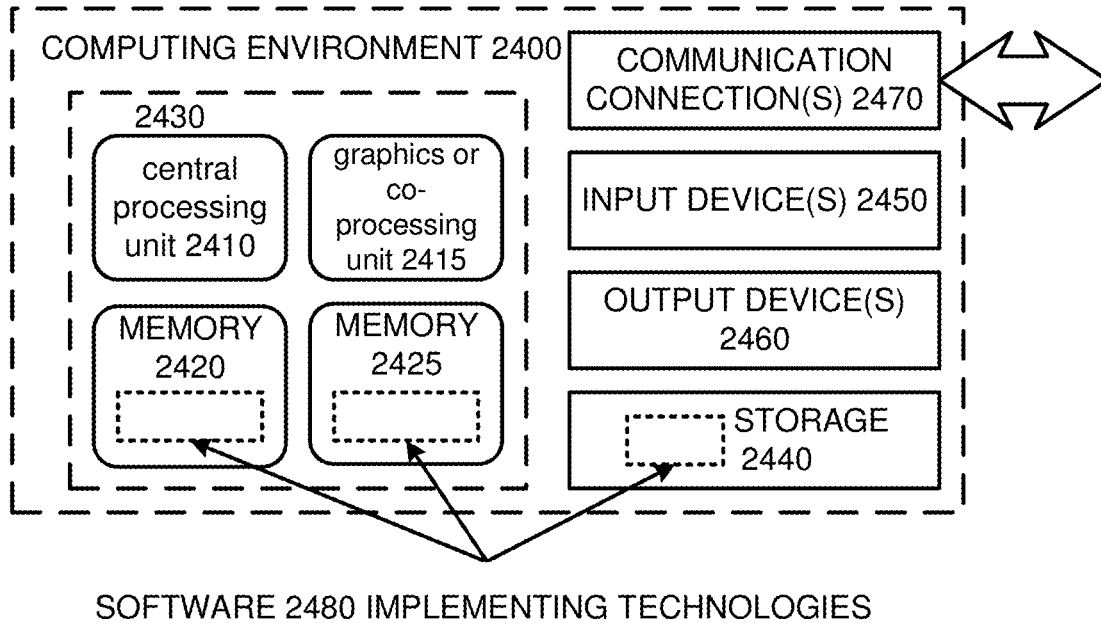 COMPUTING ENVIRONMENT 2400
COMMUNICATION
CONNECTION(S) 2470
2430
central
processing
unit 2410
graphics or
co-
processing
unit 2415
INPUT DEVICE(S) 2450
OUTPUT DEVICE(S)
2460
MEMORY
2420
MEMORY
2425
STORAGE
2440
SOFTWARE 2480 IMPLEMENTING TECHNOLOGIES